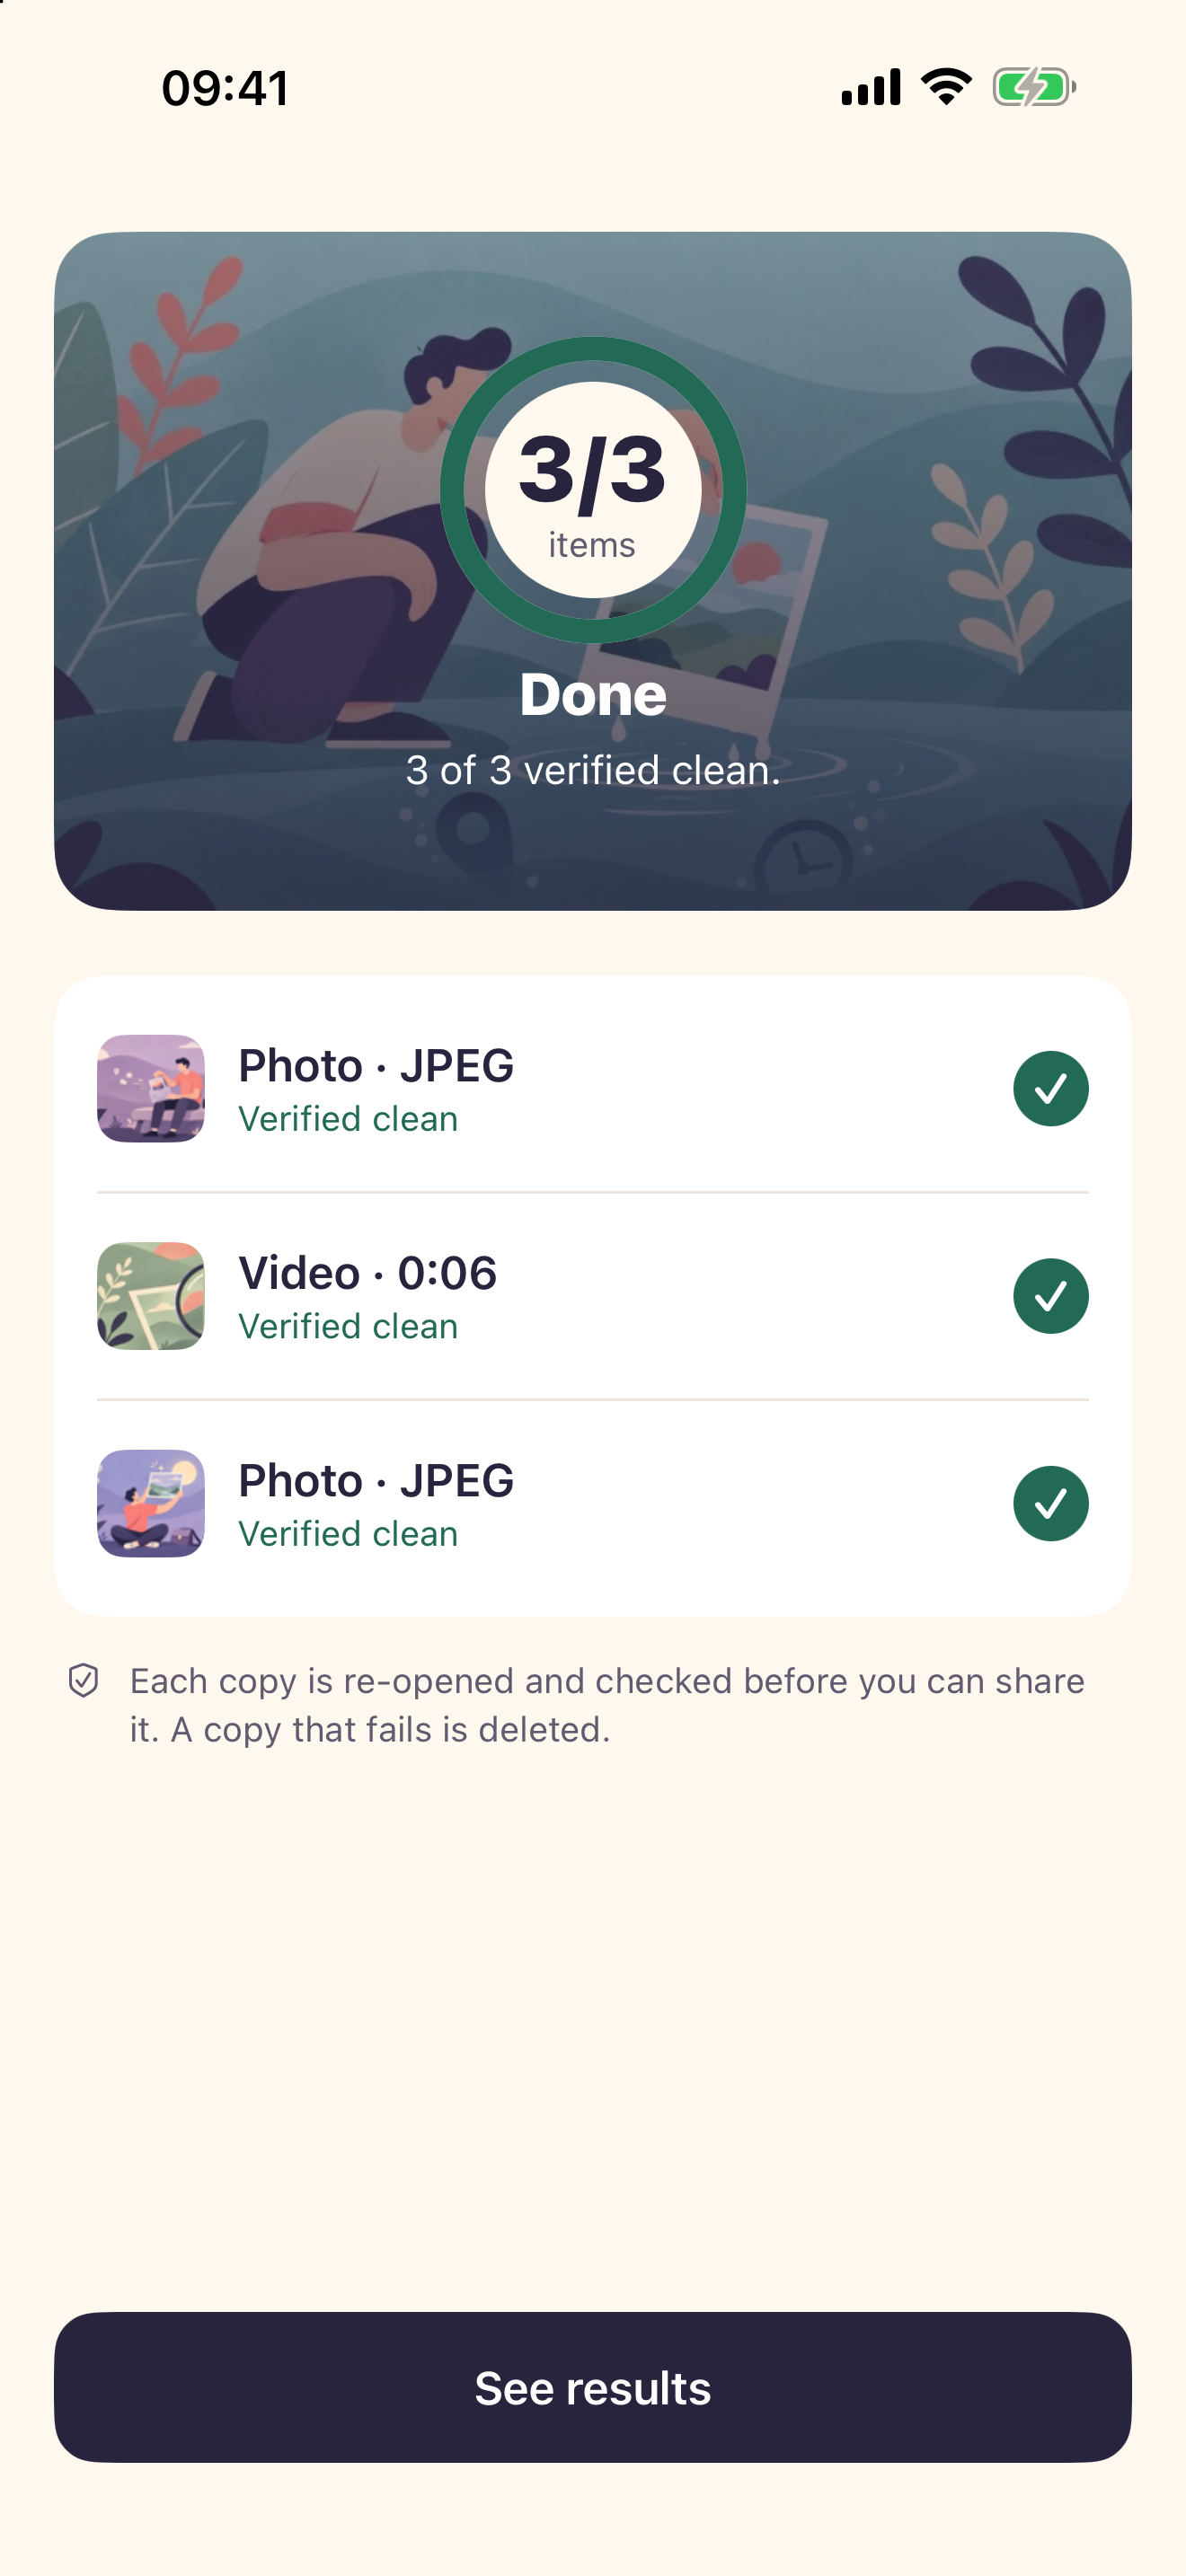 09:41
3/3
items
Done
3 of 3 verified clean.
Photo · JPEG
Verified clean
Video · 0:06
Verified clean
Photo · JPEG
Verified clean
Each copy is re-opened and checked before you can share
it. A copy that fails is deleted.
See results